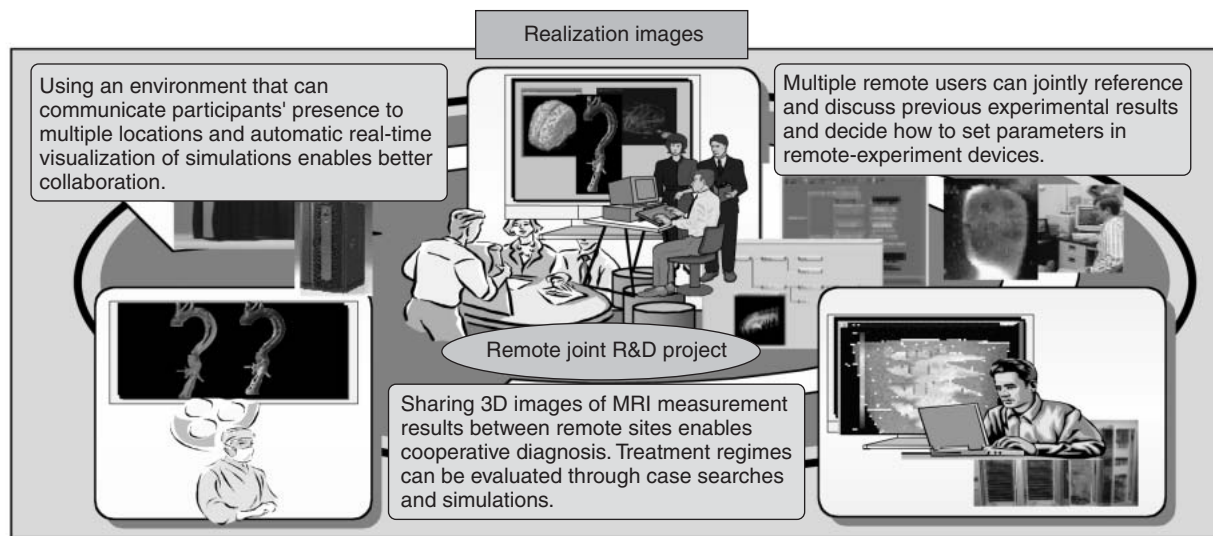 Realization images
Using an environment that can
communicate participants' presence to
multiple locations and automatic real-time
visualization of simulations enables better
collaboration.
Multiple remote users can jointly reference
and discuss previous experimental results
and decide how to set parameters in
remote-experiment devices.
Remote joint R&D project
Sharing 3D images of MRI measurement
results between remote sites enables
cooperative diagnosis. Treatment regimes
can be evaluated through case searches
and simulations.